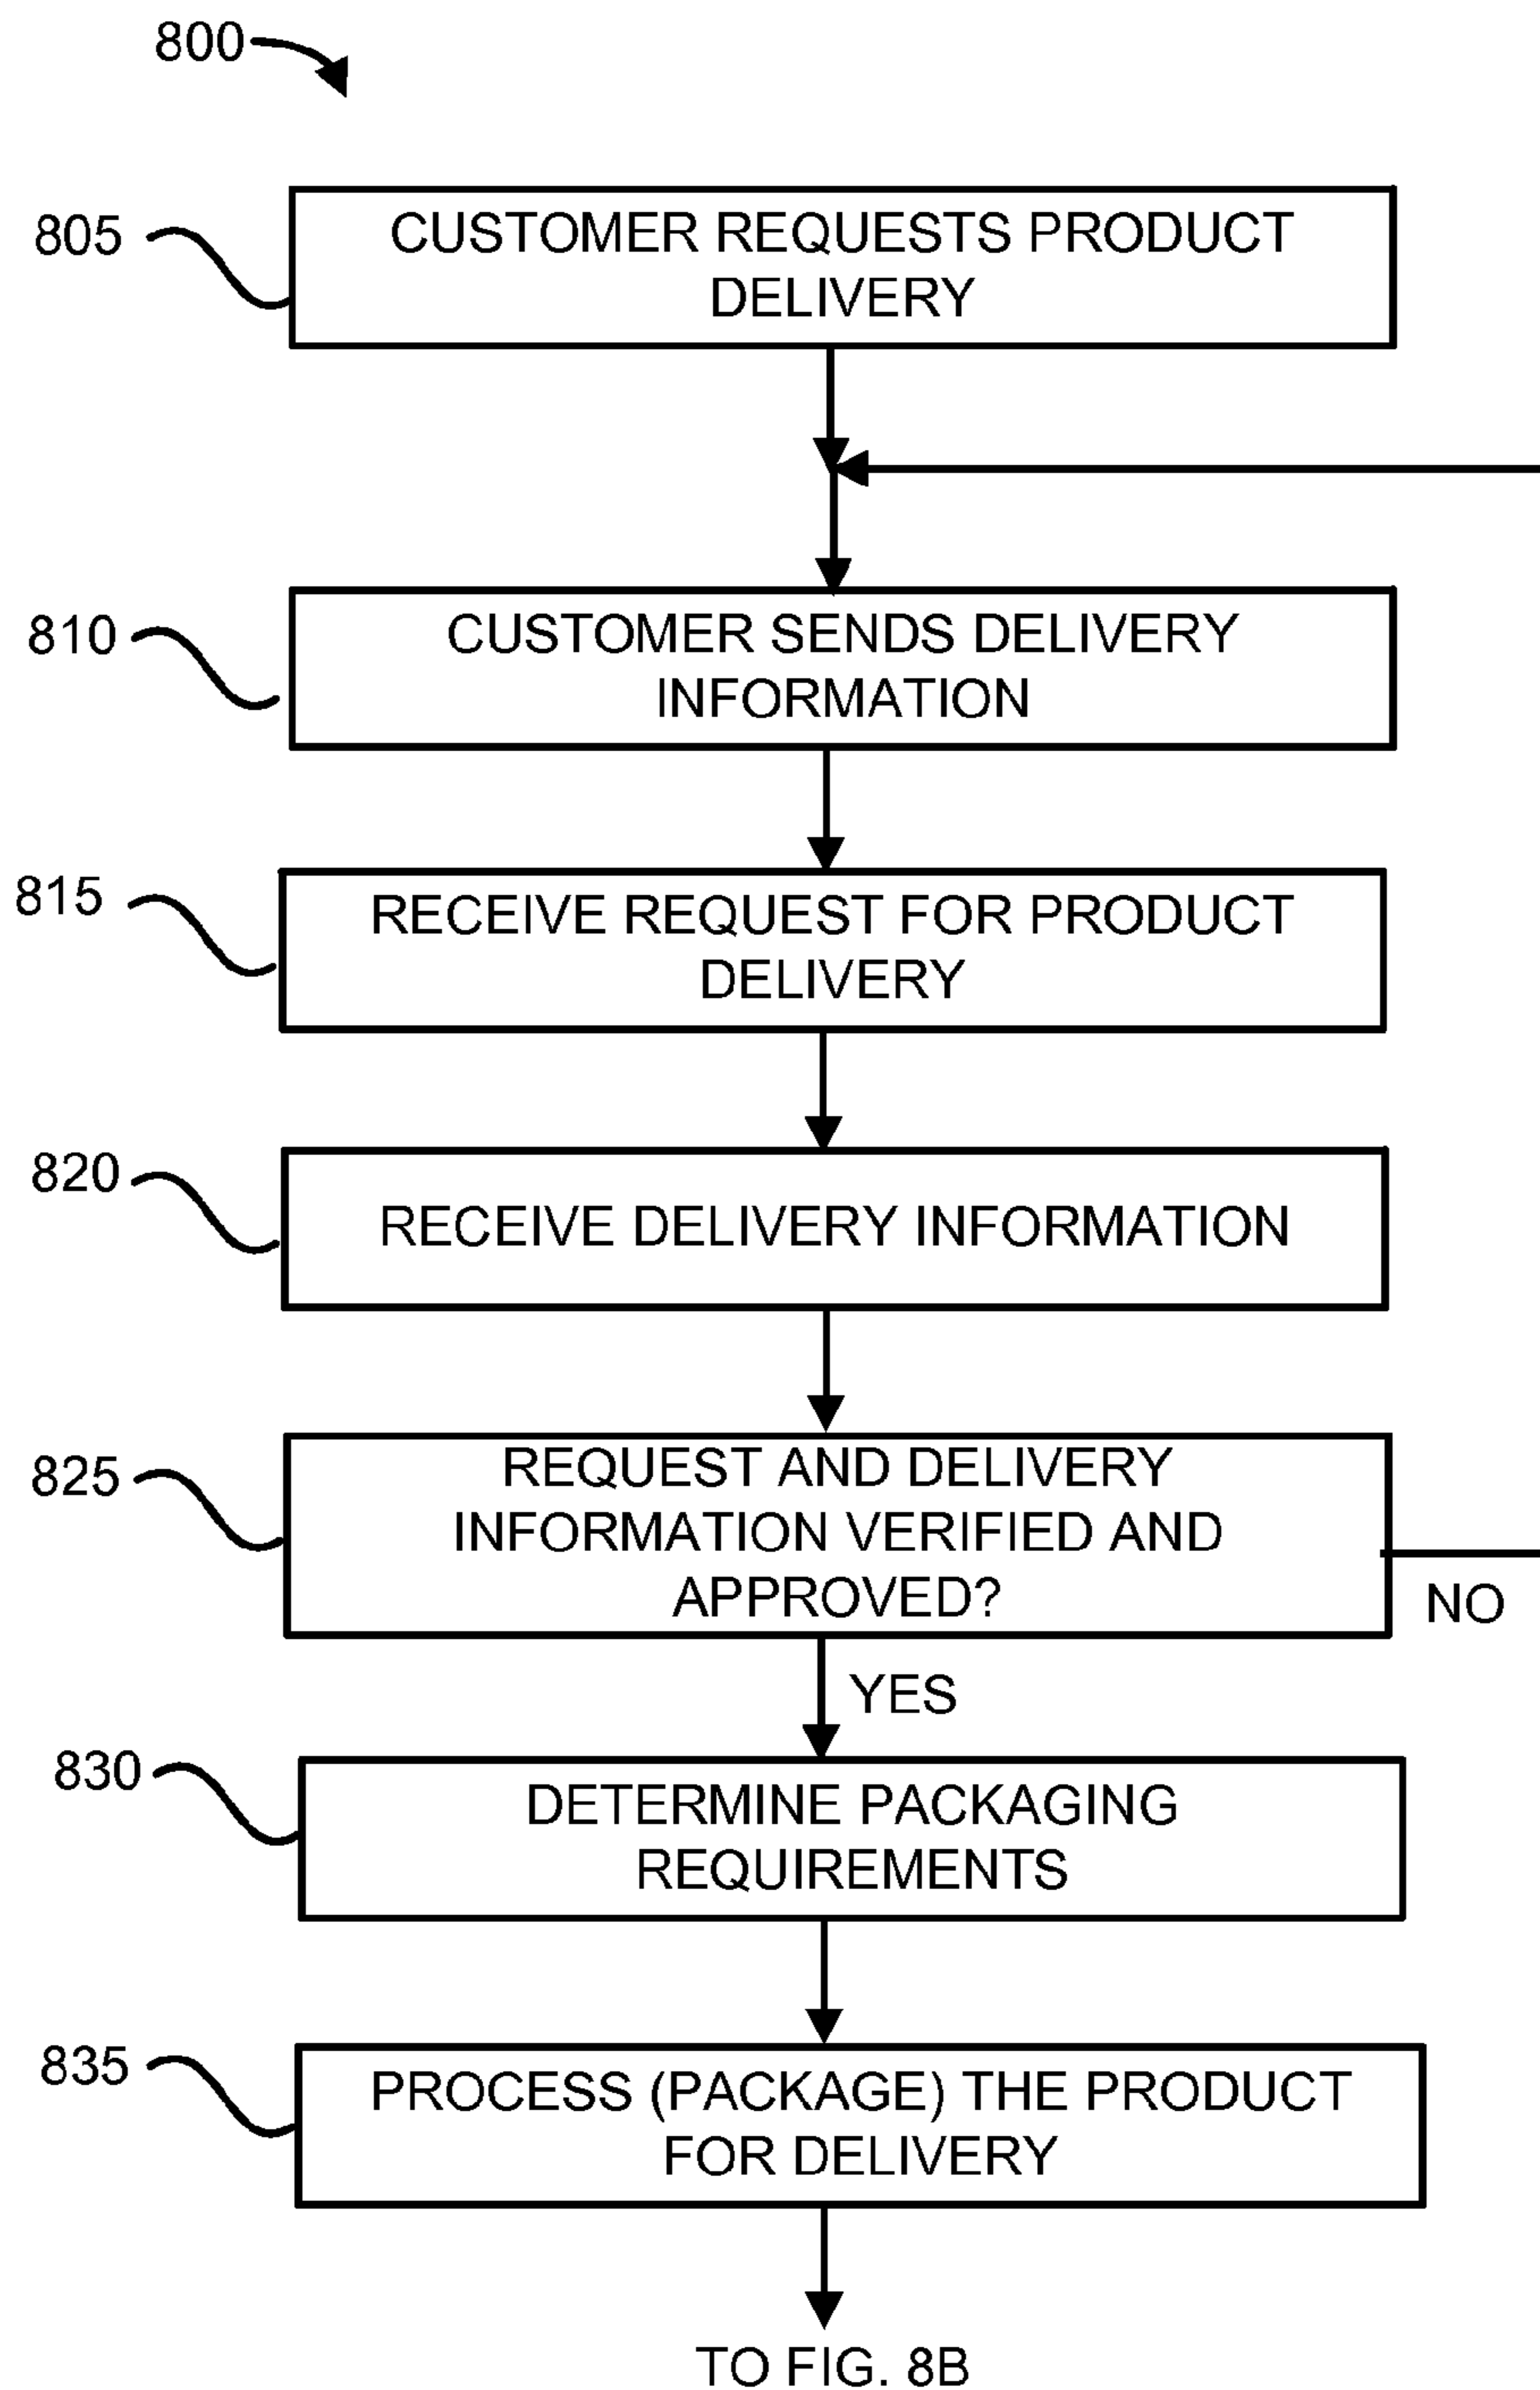 800
805
CUSTOMER REQUESTS PRODUCT
DELIVERY
810
CUSTOMER SENDS DELIVERY
INFORMATION
815
RECEIVE REQUEST FOR PRODUCT
DELIVERY
820
RECEIVE DELIVERY INFORMATION
825
REQUEST AND DELIVERY
INFORMATION VERIFIED AND
APPROVED?
NO
YES
830
DETERMINE PACKAGING
REQUIREMENTS
835
PROCESS (PACKAGE) THE PRODUCT
FOR DELIVERY
TO FIG. 8B